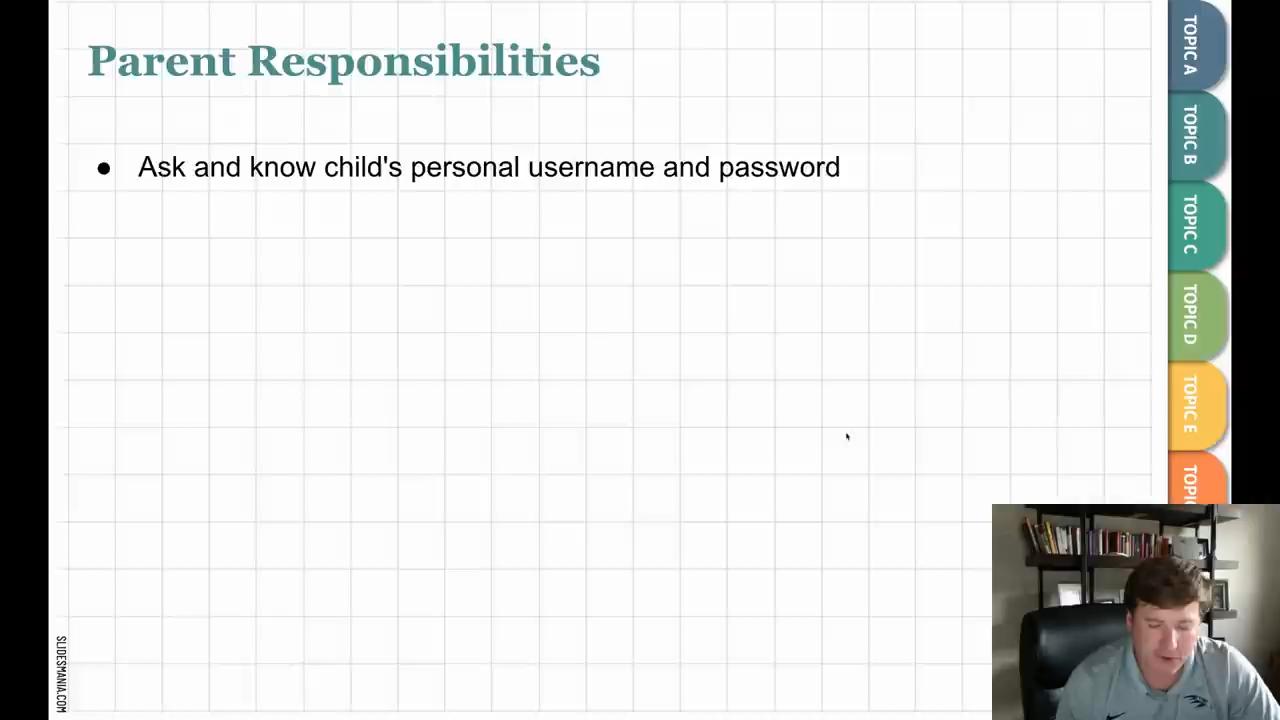 Parent Responsibilities
● Ask and know child's personal username and password
TOPIC A
TOPIC B
TOPIC C
TOPIC D
TOPIC E
SLIDESMANIA.COM